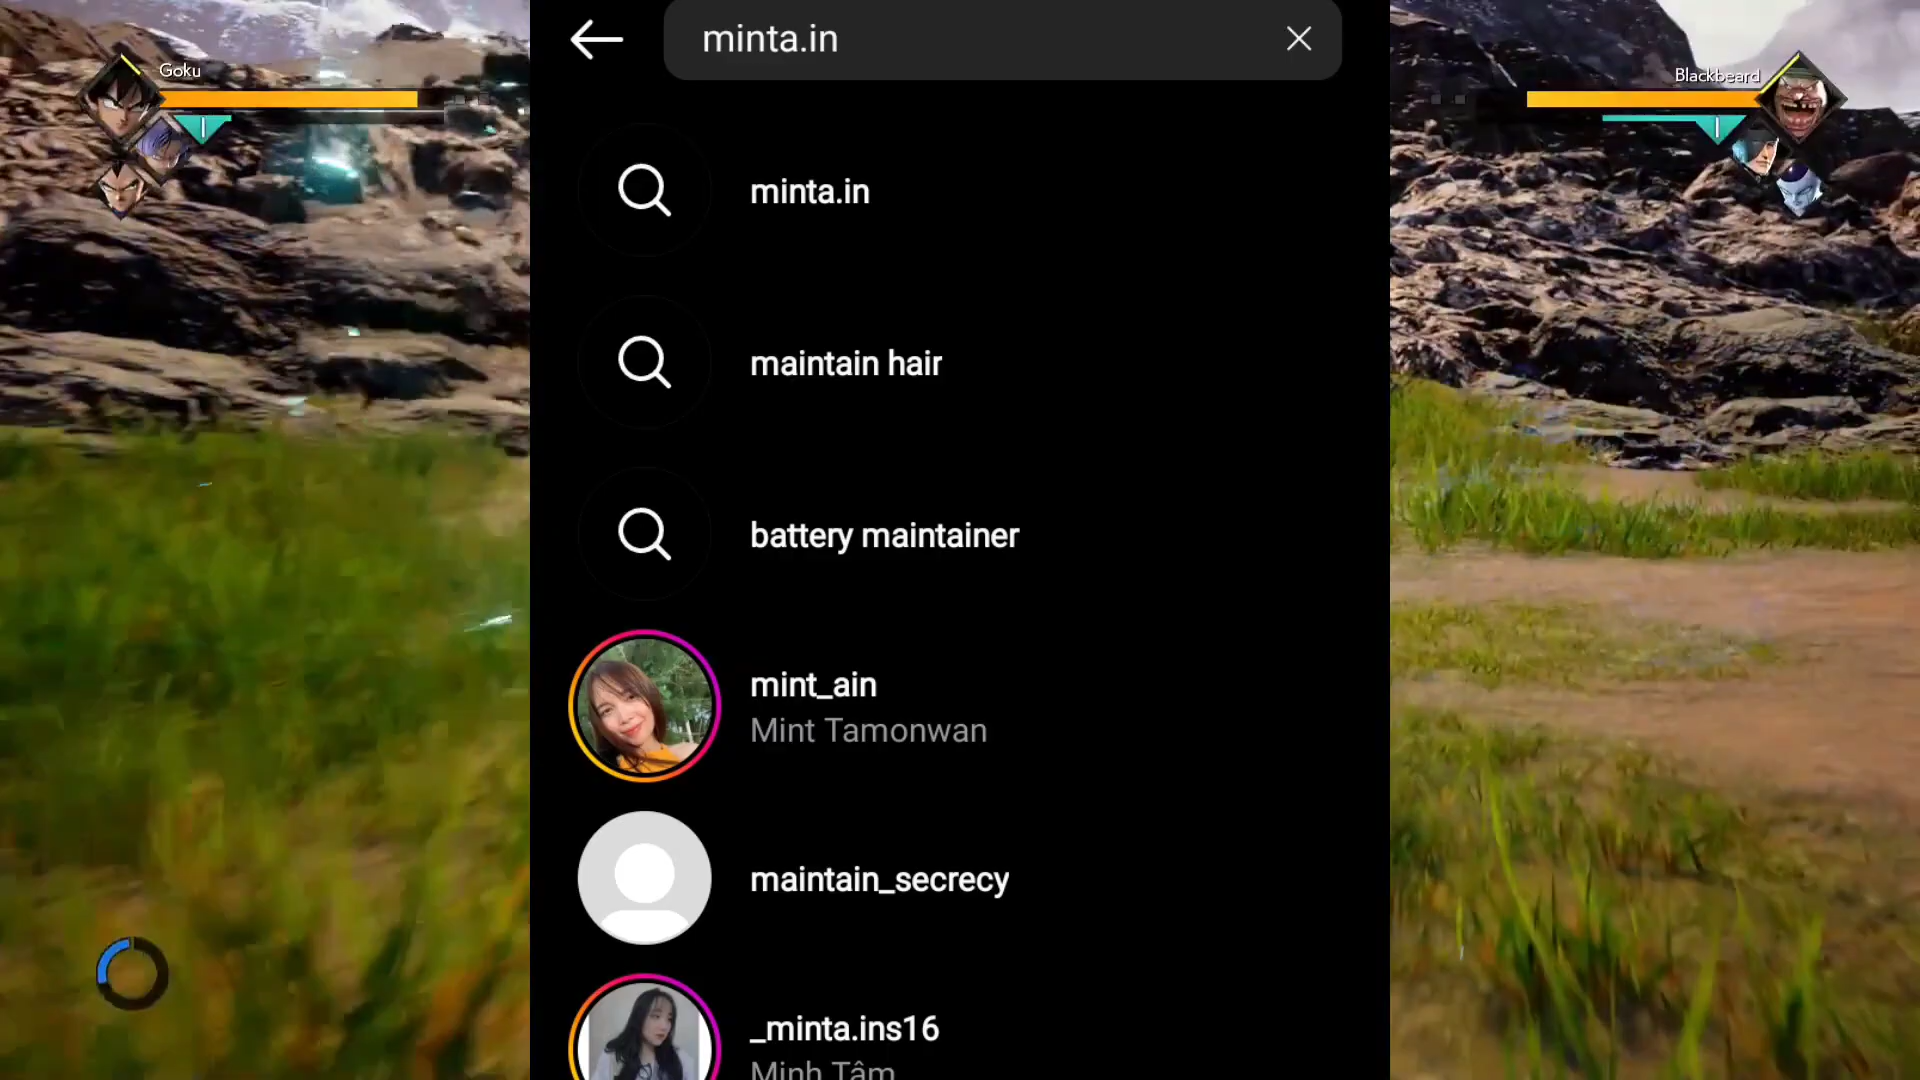 minta.in
Goku
Blackbeard
minta.in
maintain hair
battery maintainer
mint_ain
Mint Tamonwan
maintain_secrecy
_minta.ins16
Minh Tâm